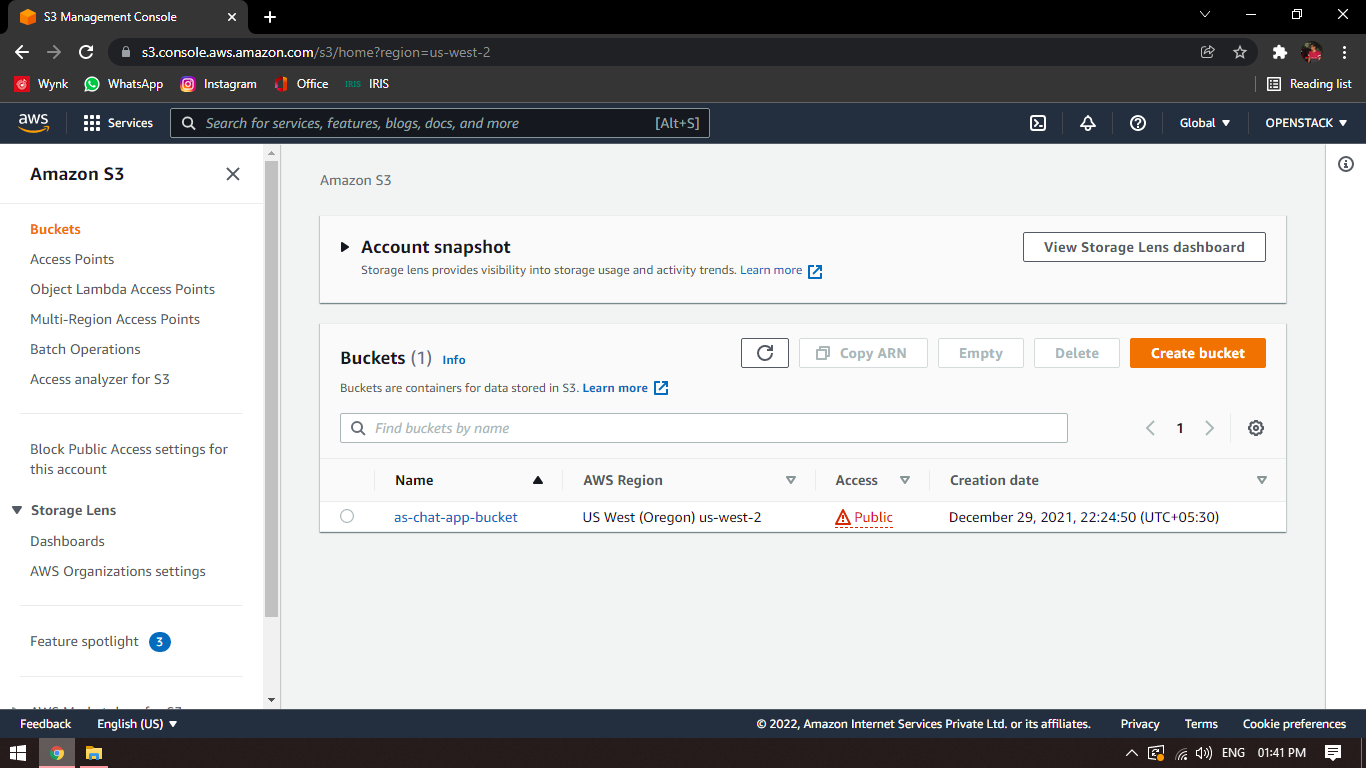 S3 Management Console
s3.console.aws.amazon.com/s3/home?region=us-west-2
Wynk WhatsApp Instagram Office IRIS IRIS Reading list
aws Services Search for services, features, blogs, docs, and more [Alt+S] Global OPENSTACK
Amazon S3
Buckets
Access Points
Object Lambda Access Points
Multi-Region Access Points
Batch Operations
Access analyzer for S3
Block Public Access settings for
this account
Storage Lens
Dashboards
AWS Organizations settings
Feature spotlight 3
Amazon S3
Account snapshot
View Storage Lens dashboard
Storage lens provides visibility into storage usage and activity trends. Learn more
Buckets (1) Info
Copy ARN Empty Delete Create bucket
Buckets are containers for data stored in S3. Learn more
Find buckets by name
1
Name AWS Region Access Creation date
as-chat-app-bucket US West (Oregon) us-west-2 Public December 29, 2021, 22:24:50 (UTC+05:30)
Feedback English (US) © 2022, Amazon Internet Services Private Ltd. or its affiliates. Privacy Terms Cookie preferences
ENG 01:41 PM